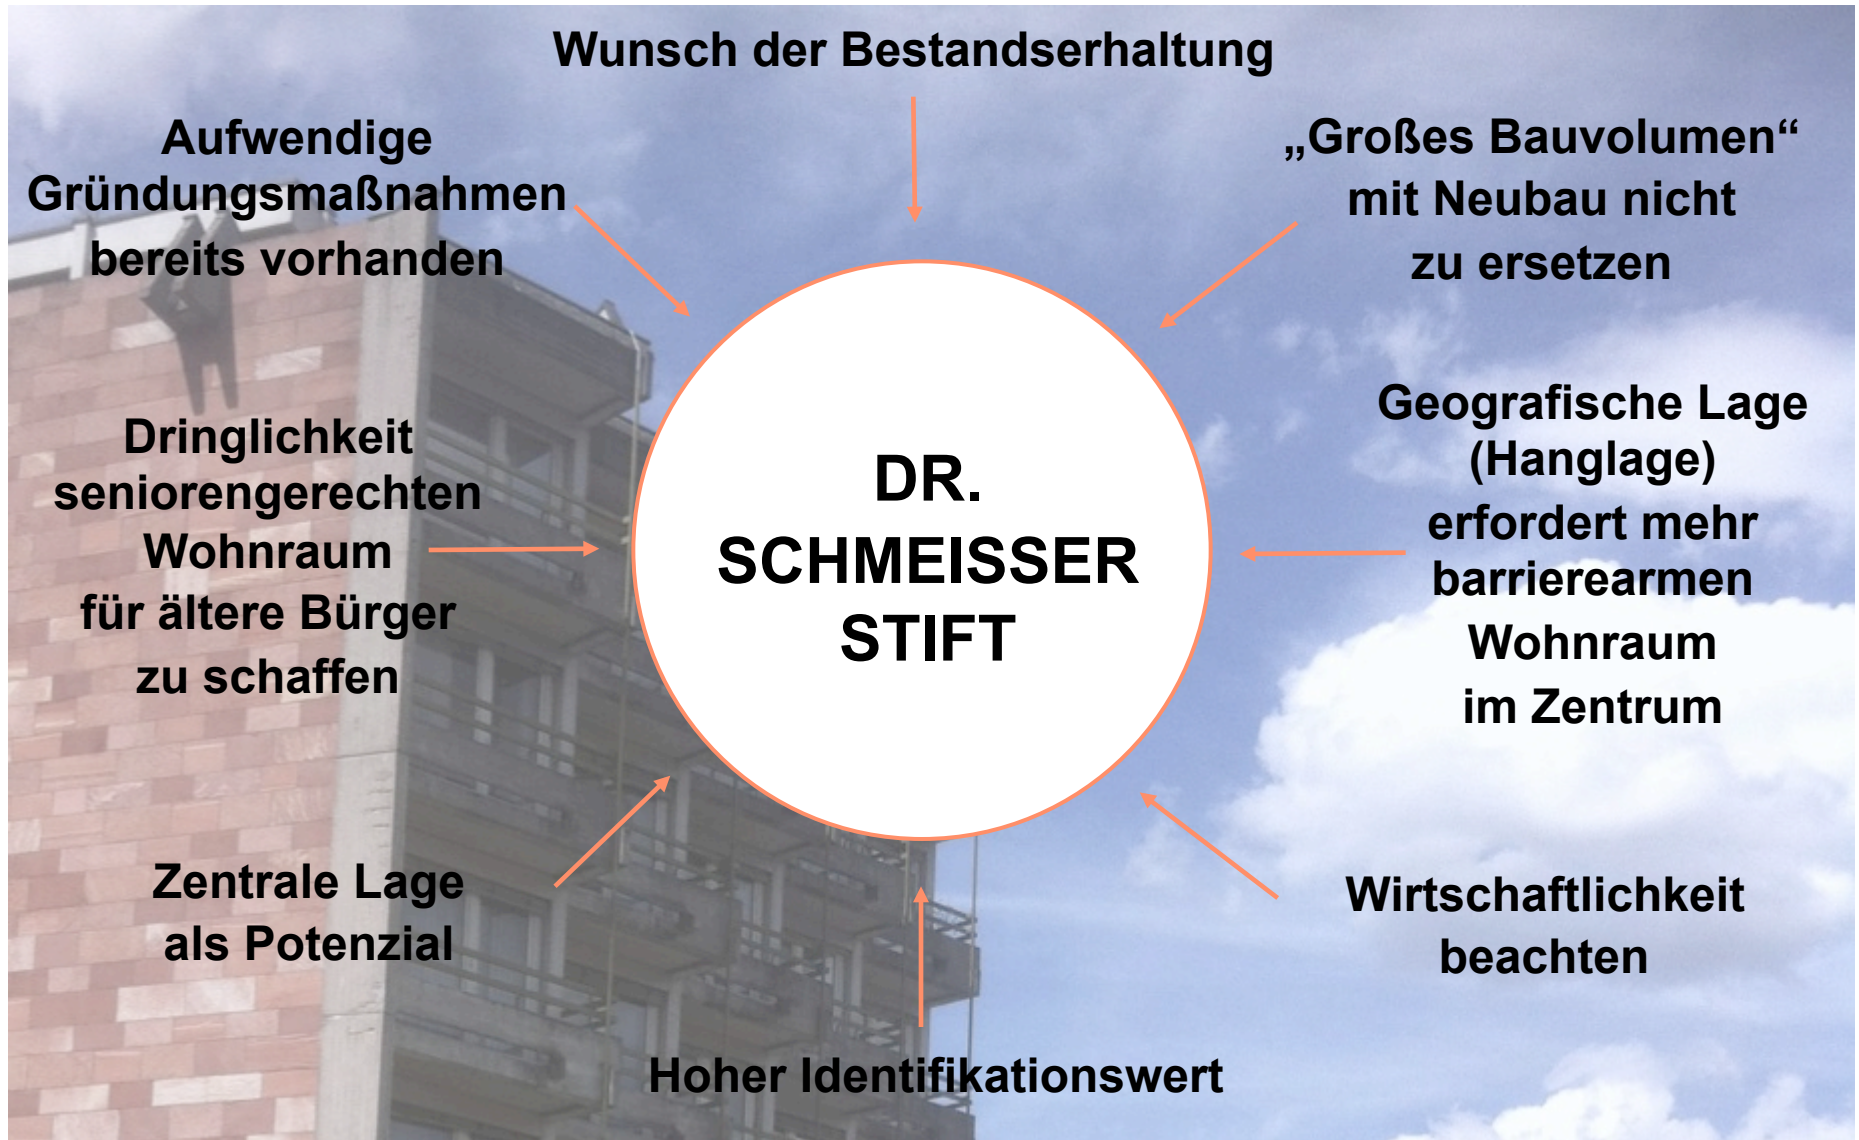 Wunsch der Bestandserhaltung
Aufwendige
Gründungsmaßnahmen
bereits vorhanden
„Großes Bauvolumen“
mit Neubau nicht
zu ersetzen
Dringlichkeit
seniorengerechten
Wohnraum
für ältere Bürger
zu schaffen
DR.
SCHMEISSER
STIFT
Geografische Lage
(Hanglage)
erfordert mehr
barrierearmen
Wohnraum
im Zentrum
Zentrale Lage
als Potenzial
Wirtschaftlichkeit
beachten
Hoher Identifikationswert